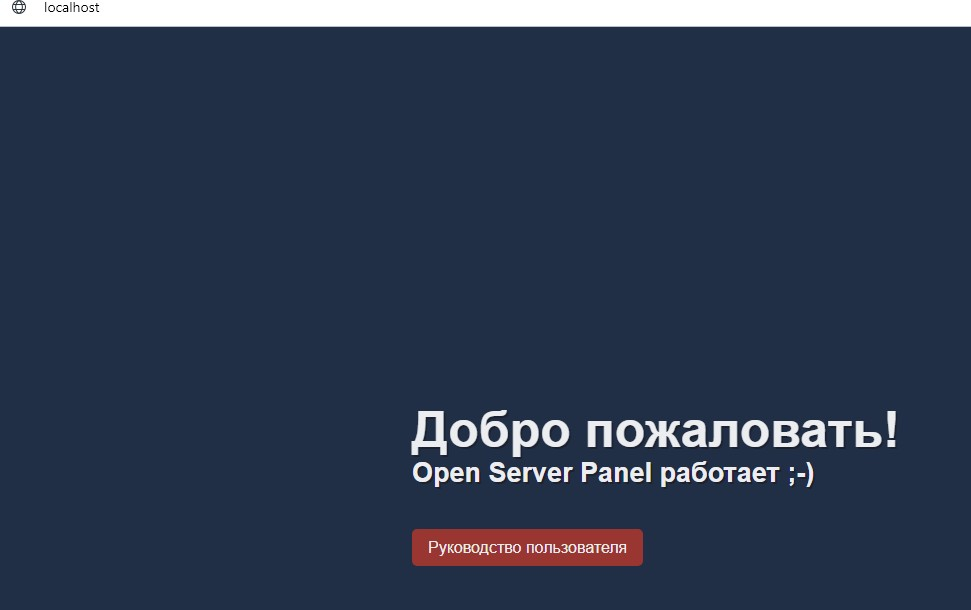 localhost
Добро пожаловать!
Open Server Panel работает ;-)
Руководство пользователя